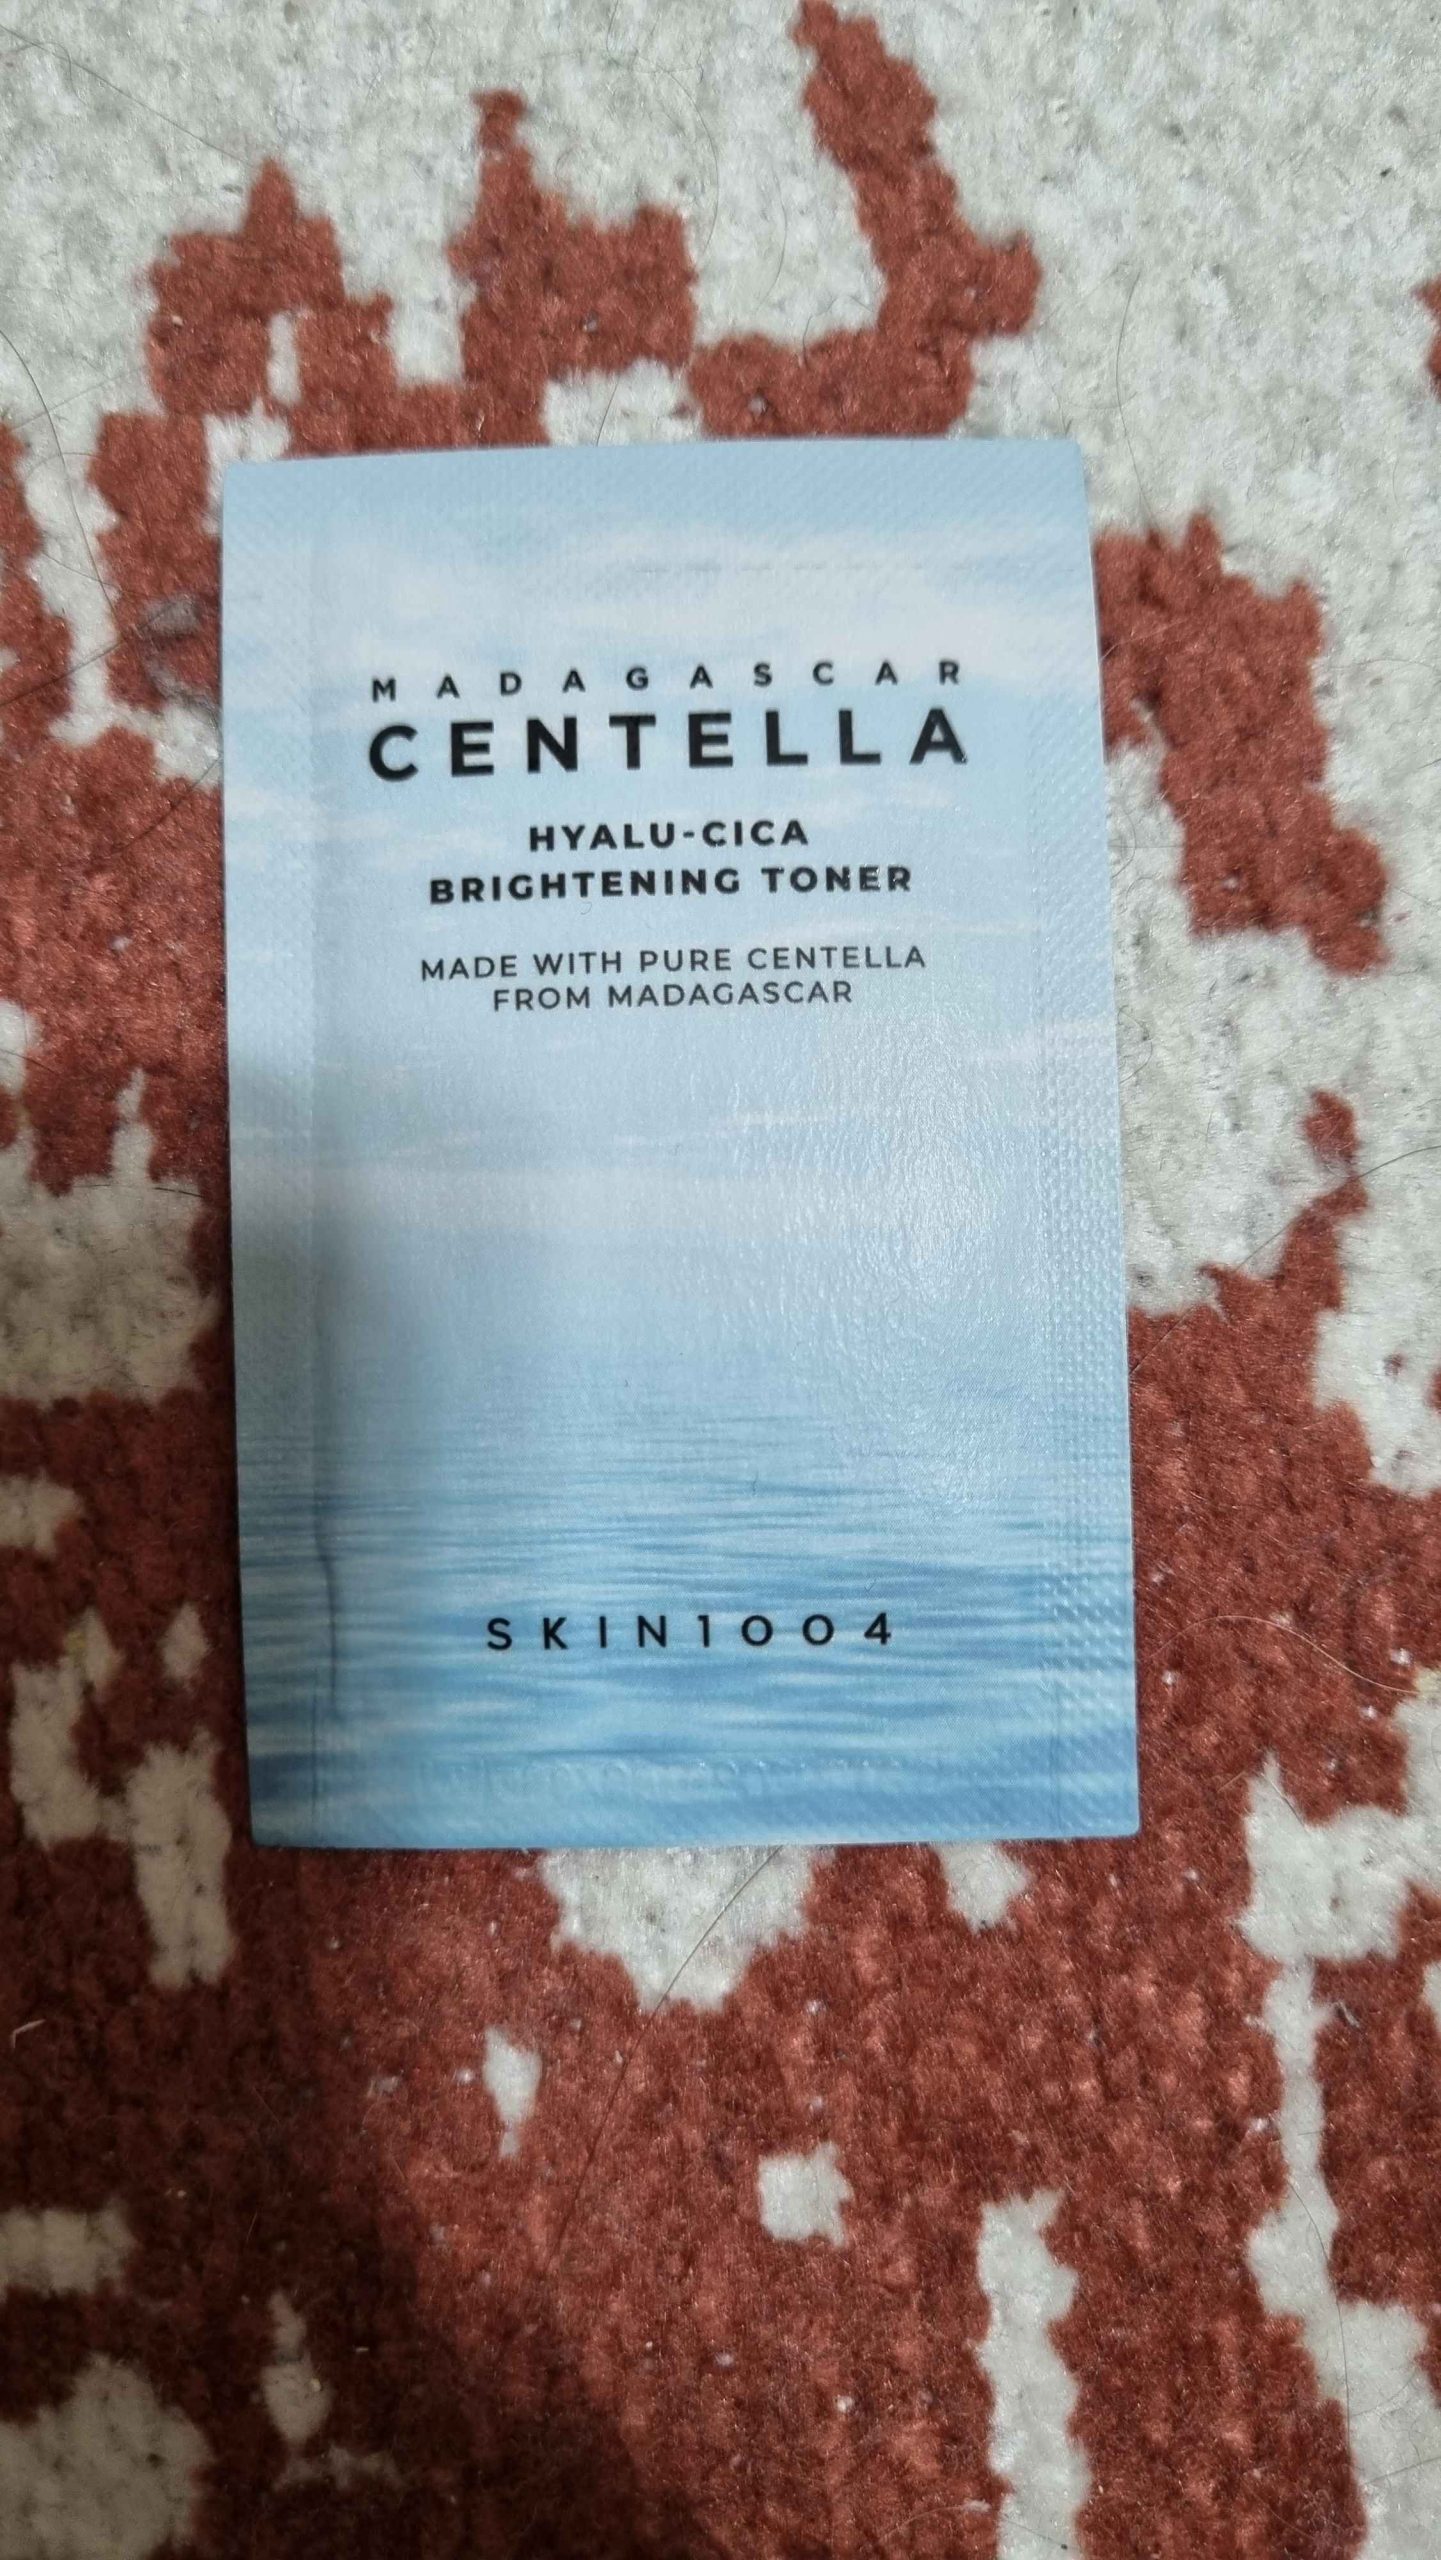 MADAGASCAR
CENTELLA
HYALU-CICA
BRIGHTENING TONER
MADE WITH PURE CENTELLA
FROM MADAGASCAR
SKIN1004